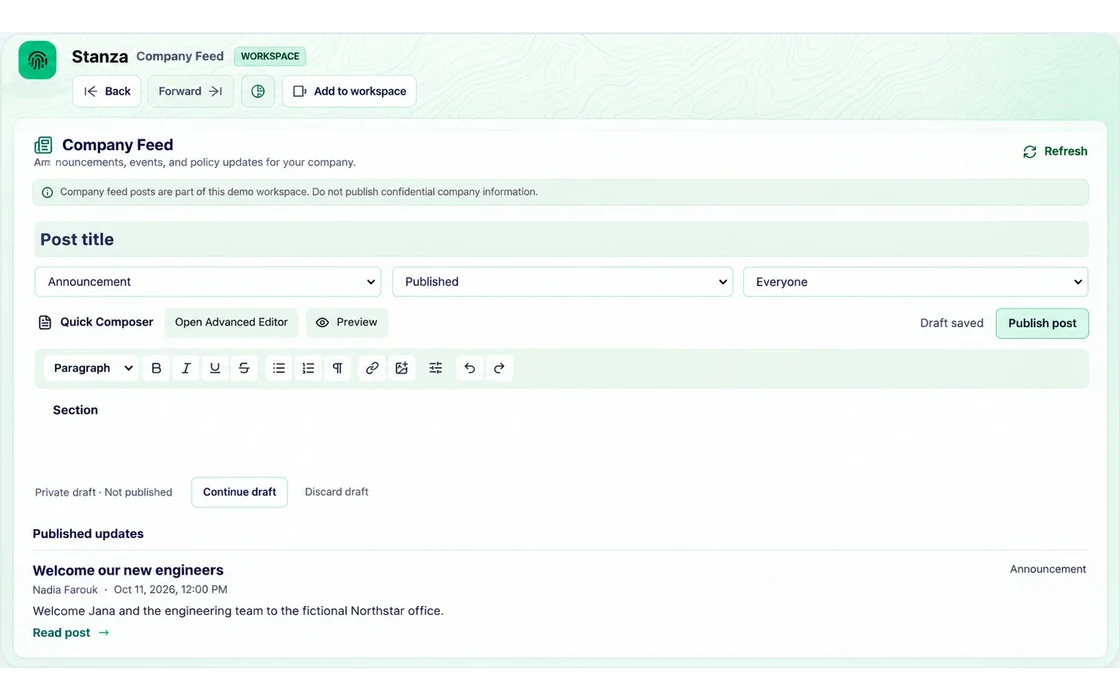 Stanza Company Feed WORKSPACE
Back Forward Add to workspace
Company Feed
Refresh
Announcements, events, and policy updates for your company.
Company feed posts are part of this demo workspace. Do not publish confidential company information.
Post title
Announcement Published Everyone
Quick Composer Open Advanced Editor Preview Draft saved Publish post
Paragraph B I U S
Section
Private draft · Not published Continue draft Discard draft
Published updates
Welcome our new engineers Announcement
Nadia Farouk · Oct 11, 2026, 12:00 PM
Welcome Jana and the engineering team to the fictional Northstar office.
Read post →